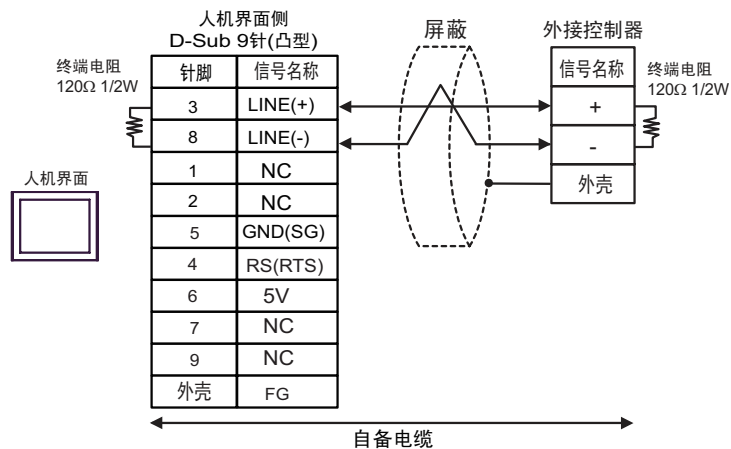 人机界面侧
D-Sub 9针(凸型)
屏蔽
外接控制器
终端电阻
120Ω 1/2W
针脚 信号名称
信号名称
终端电阻
120Ω 1/2W
3 LINE(+)
+
8 LINE(-)
-
1 NC
外壳
人机界面
2 NC
5 GND(SG)
4 RS(RTS)
6 5V
7 NC
9 NC
外壳 FG
自备电缆